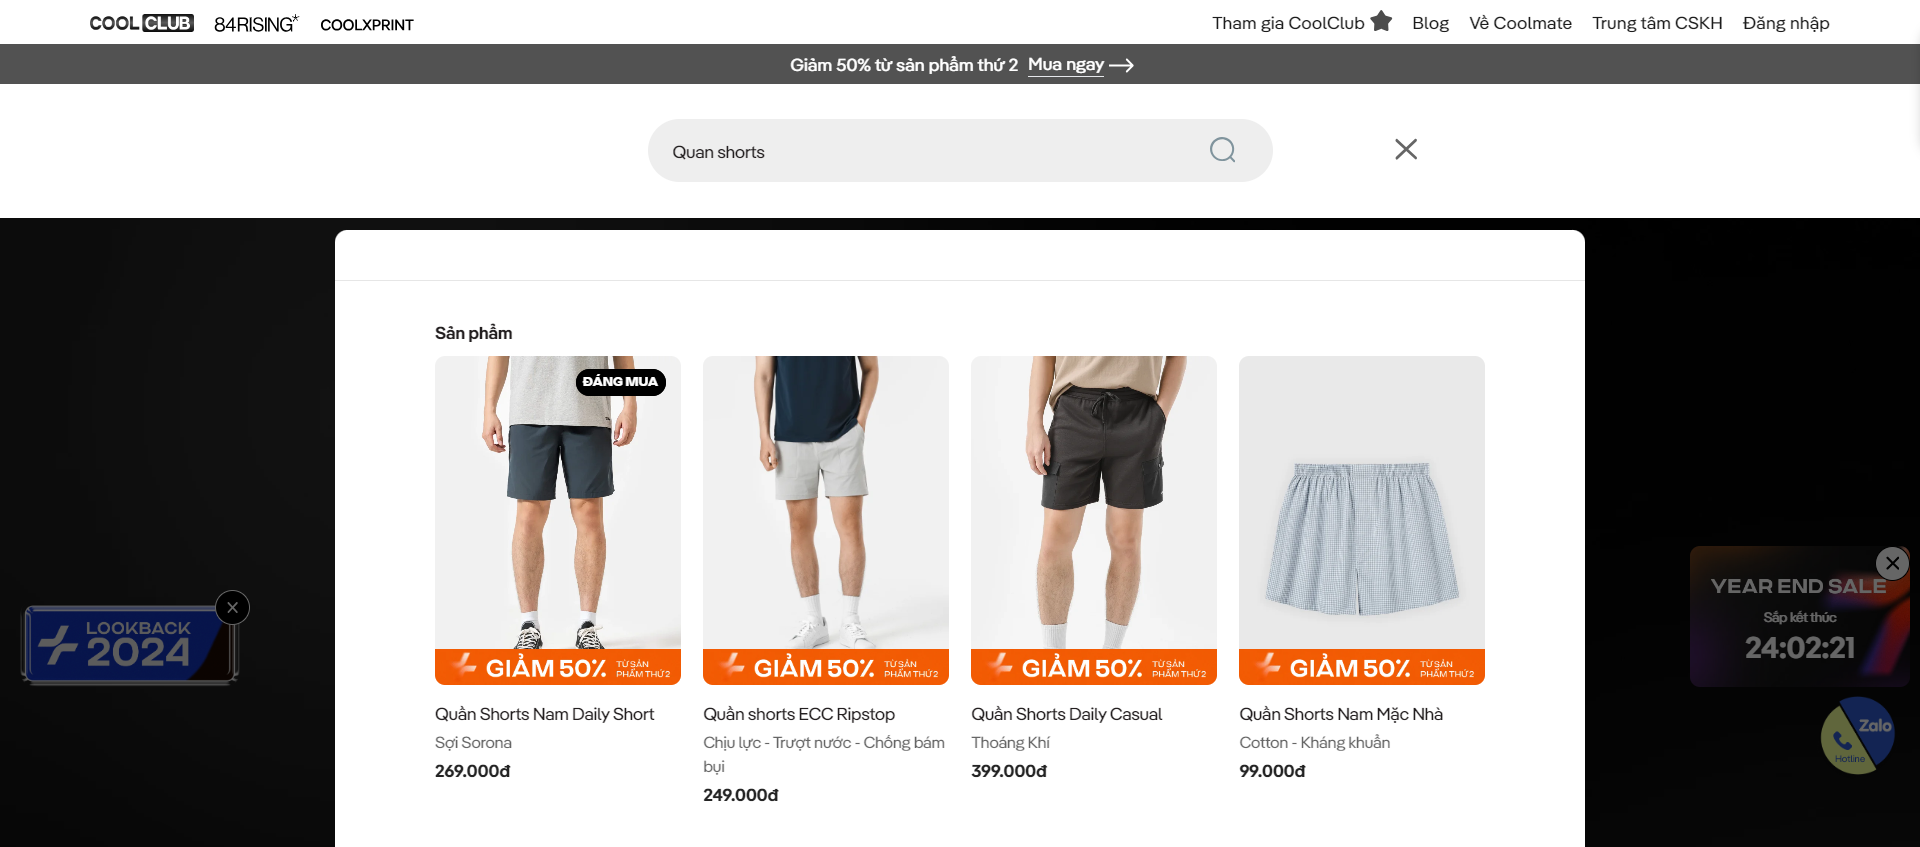 COOLCLUB 84RISING* COOLXPRINT Tham gia CoolClub Blog Về Coolmate Trung tâm CSKH Đăng nhập
Giảm 50% từ sản phẩm thứ 2 Mua ngay
Quan shorts
Sản phẩm
ĐÁNG MUA
GIẢM 50% TỪ SẢN PHẨM THỨ 2
GIẢM 50% TỪ SẢN PHẨM THỨ 2
GIẢM 50% TỪ SẢN PHẨM THỨ 2
GIẢM 50% TỪ SẢN PHẨM THỨ 2
Quần Shorts Nam Daily Short
Sợi Sorona
269.000đ
Quần shorts ECC Ripstop
Chịu lực - Trượt nước - Chống bám
bụi
249.000đ
Quần Shorts Daily Casual
Thoáng Khí
399.000đ
Quần Shorts Nam Mặc Nhà
Cotton - Kháng khuẩn
99.000đ
LOOKBACK
2024
YEAR END SALE
Sắp kết thúc
24:02:21
Zalo
Hotline